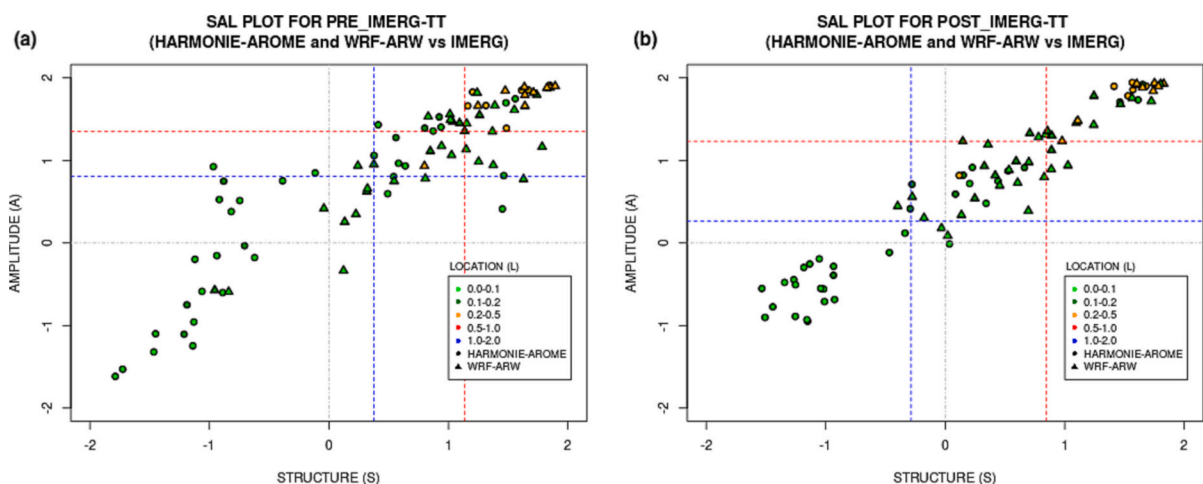 (a)
SAL PLOT FOR PRE_IMERG-TT
(HARMONIE-AROME and WRF-ARW vs IMERG)
AMPLITUDE (A)
2
1
0
-1
-2
LOCATION (L)
0.0-0.1
0.1-0.2
0.2-0.5
0.5-1.0
1.0-2.0
HARMONIE-AROME
WRF-ARW
-2 -1 0 1 2
STRUCTURE (S)
(b)
SAL PLOT FOR POST_IMERG-TT
(HARMONIE-AROME and WRF-ARW vs IMERG)
AMPLITUDE (A)
2
1
0
-1
-2
LOCATION (L)
0.0-0.1
0.1-0.2
0.2-0.5
0.5-1.0
1.0-2.0
HARMONIE-AROME
WRF-ARW
-2 -1 0 1 2
STRUCTURE (S)